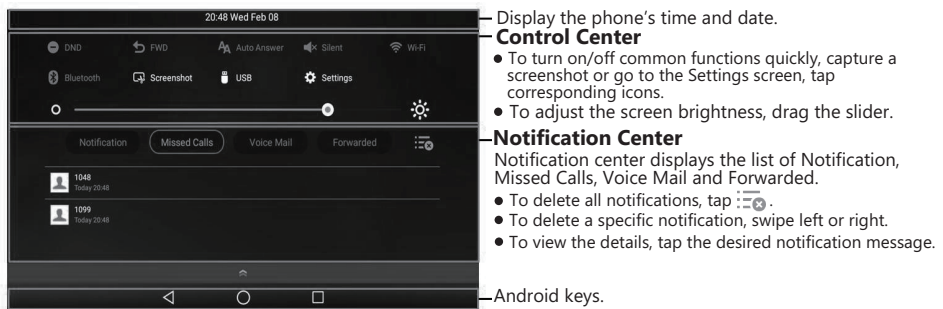 20:48 Wed Feb 08
DND FWD Auto Answer Silent Wi-Fi
Bluetooth Screenshot USB Settings
Notification Missed Calls Voice Mail Forwarded
1048
Today 20:48
1099
Today 20:48
Display the phone's time and date.
Control Center
● To turn on/off common functions quickly, capture a
screenshot or go to the Settings screen, tap
corresponding icons.
● To adjust the screen brightness, drag the slider.
Notification Center
Notification center displays the list of Notification,
Missed Calls, Voice Mail and Forwarded.
● To delete all notifications, tap .
● To delete a specific notification, swipe left or right.
● To view the details, tap the desired notification message.
Android keys.